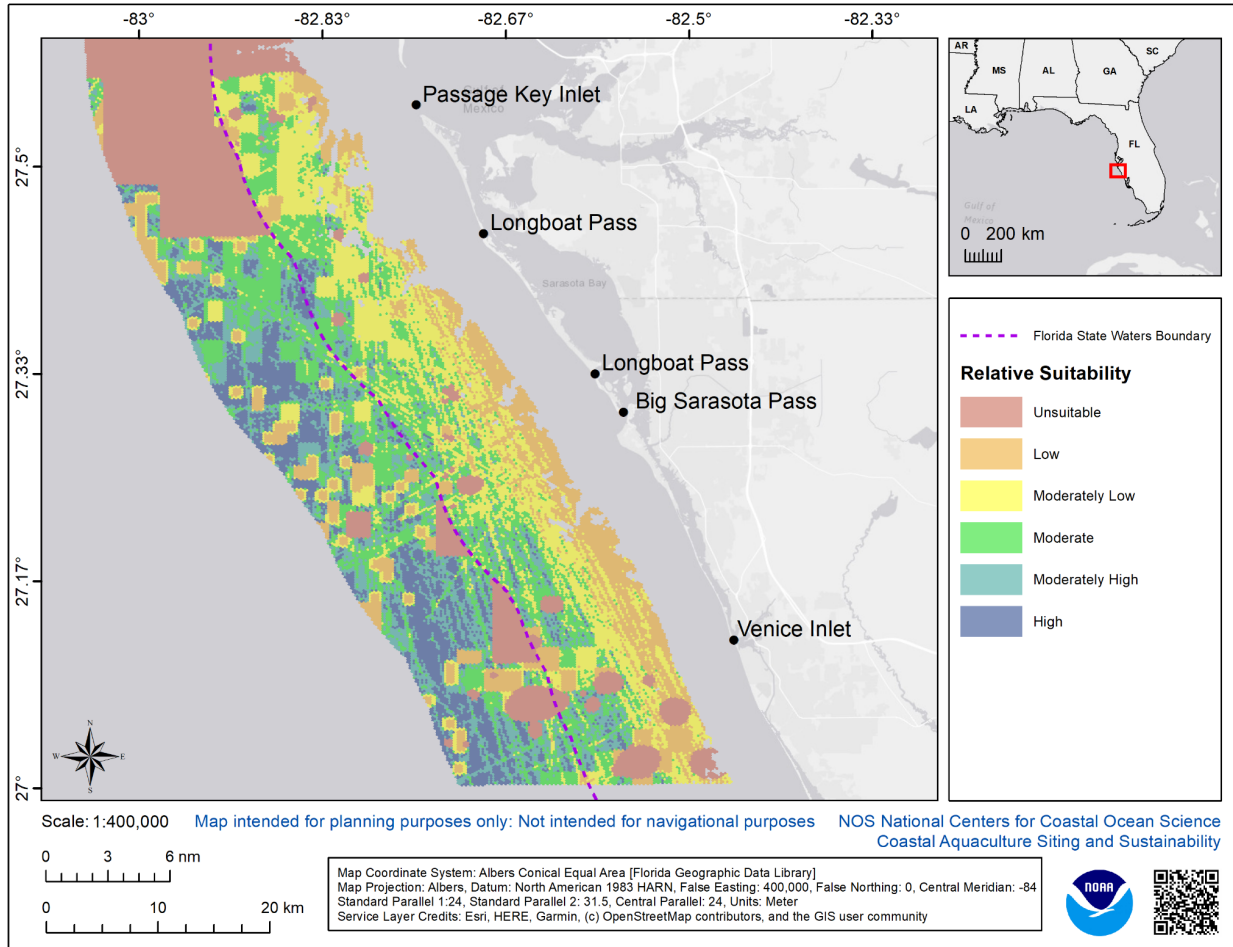 -83°
-82.83°
-82.67°
-82.5°
-82.33°
27.5°
27.33°
27.17°
27°
Gulf of
Mexico
Passage Key Inlet
Longboat Pass
Sarasota Bay
Longboat Pass
Big Sarasota Pass
Venice Inlet
N
W
E
S
AR
SC
MS
AL
GA
LA
FL
Gulf of
Mexico
0 200 km
Florida State Waters Boundary
Relative Suitability
Unsuitable
Low
Moderately Low
Moderate
Moderately High
High
Scale: 1:400,000
Map intended for planning purposes only: Not intended for navigational purposes
NOS National Centers for Coastal Ocean Science
Coastal Aquaculture Siting and Sustainability
0 3 6 nm
0 10 20 km
Map Coordinate System: Albers Conical Equal Area [Florida Geographic Data Library]
Map Projection: Albers, Datum: North American 1983 HARN, False Easting: 400,000, False Northing: 0, Central Meridian: -84
Standard Parallel 1:24, Standard Parallel 2: 31.5, Central Parallel: 24, Units: Meter
Service Layer Credits: Esri, HERE, Garmin, (c) OpenStreetMap contributors, and the GIS user community
NOAA